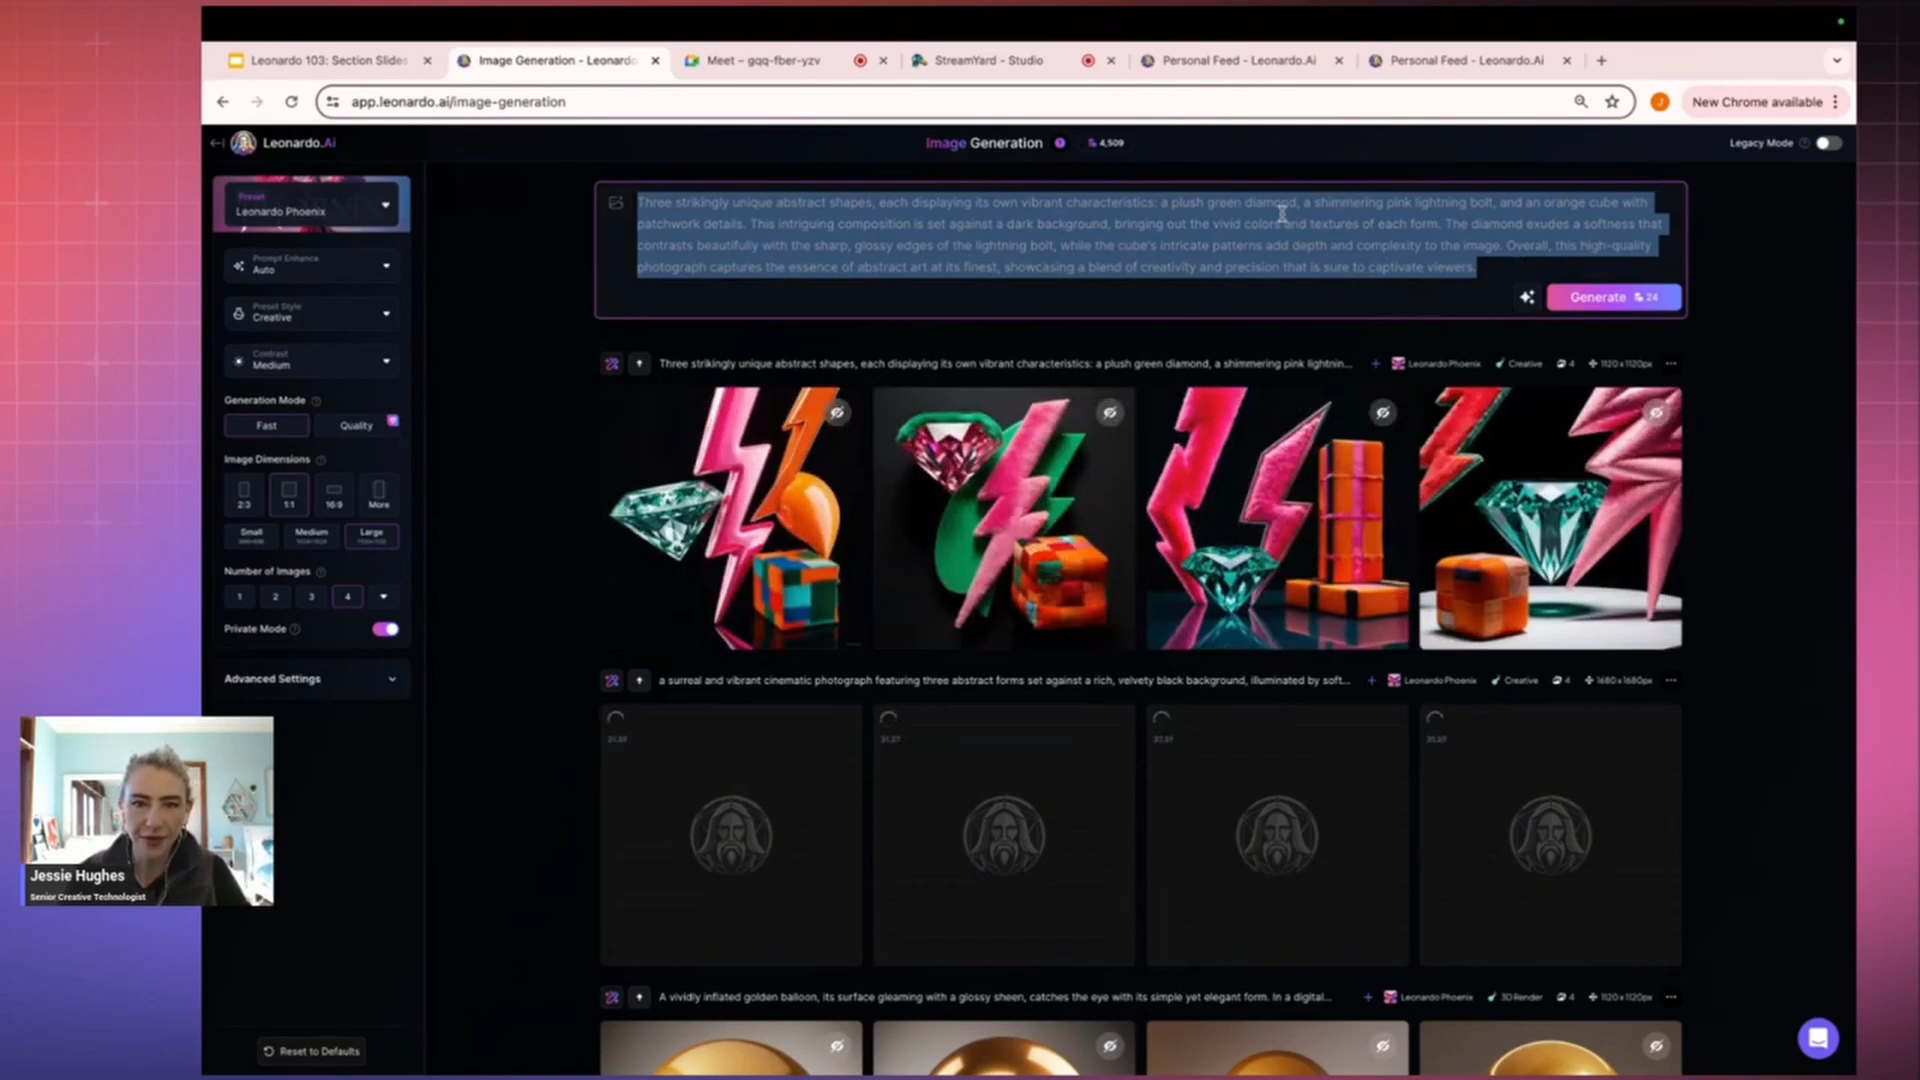 Leonardo 103: Section Slides
Image Generation - Leonardo
Meet – gqq-fber-yzv
StreamYard - Studio
Personal Feed - Leonardo.Ai
Personal Feed - Leonardo.Ai
app.leonardo.ai/image-generation
J
New Chrome available
Leonardo.Ai
Image Generation
4,509
Legacy Mode
Preset
Leonardo Phoenix
Prompt Enhance
Auto
Preset Style
Creative
Contrast
Medium
Generation Mode
Fast
Quality
Image Dimensions
2:3
1:1
16:9
More
Small
Medium
Large
Number of Images
1
2
3
4
Private Mode
Advanced Settings
Reset to Defaults
Three strikingly unique abstract shapes, each displaying its own vibrant characteristics: a plush green diamond, a shimmering pink lightning bolt, and an orange cube with
patchwork details. This intriguing composition is set against a dark background, bringing out the vivid colors and textures of each form. The diamond exudes a softness that
contrasts beautifully with the sharp, glossy edges of the lightning bolt, while the cube's intricate patterns add depth and complexity to the image. Overall, this high-quality
photograph captures the essence of abstract art at its finest, showcasing a blend of creativity and precision that is sure to captivate viewers.
Generate 24
Three strikingly unique abstract shapes, each displaying its own vibrant characteristics: a plush green diamond, a shimmering pink lightnin... Leonardo Phoenix Creative 4 1120x1120px
a surreal and vibrant cinematic photograph featuring three abstract forms set against a rich, velvety black background, illuminated by soft... Leonardo Phoenix Creative 4 1680x1680px
A vividly inflated golden balloon, its surface gleaming with a glossy sheen, catches the eye with its simple yet elegant form. In a digital... Leonardo Phoenix 3D Render 4 1120x1120px
Jessie Hughes
Senior Creative Technologist